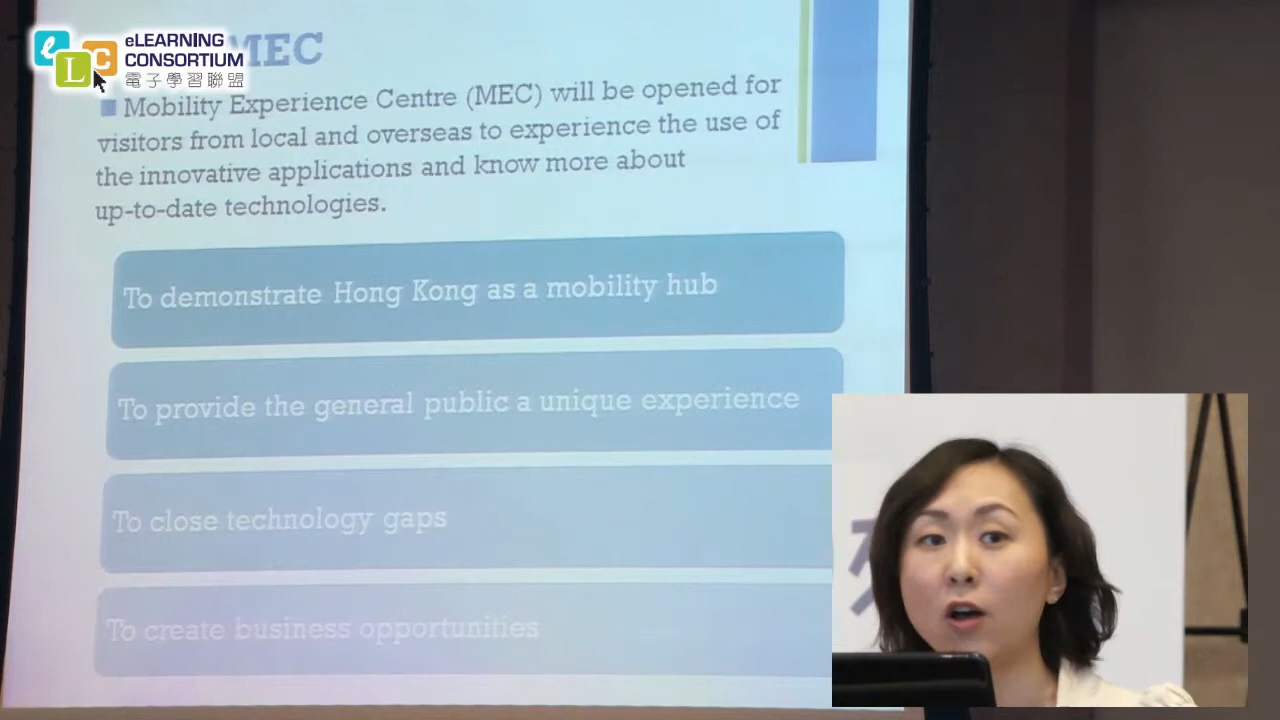 eLC
eLEARNING
CONSORTIUM
電子學習聯盟
MEC
Mobility Experience Centre (MEC) will be opened for
visitors from local and overseas to experience the use of
the innovative applications and know more about
up-to-date technologies.
To demonstrate Hong Kong as a mobility hub
To provide the general public a unique experience
To close technology gaps
To create business opportunities